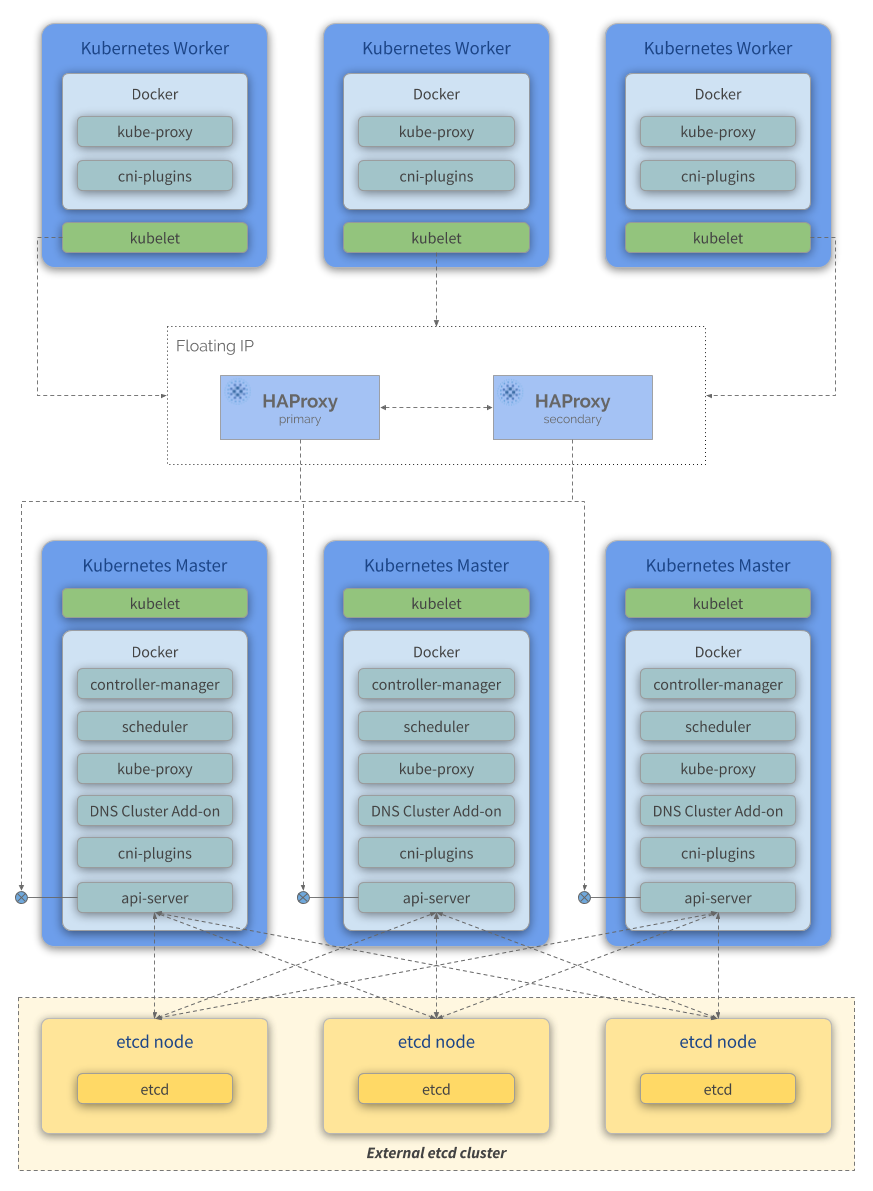 Kubernetes Worker
Kubernetes Worker
Kubernetes Worker
Docker
Docker
Docker
kube-proxy
kube-proxy
kube-proxy
cni-plugins
cni-plugins
cni-plugins
kubelet
kubelet
kubelet
Floating IP
HAProxy
primary
HAProxy
secondary
Kubernetes Master
Kubernetes Master
Kubernetes Master
kubelet
kubelet
kubelet
Docker
Docker
Docker
controller-manager
controller-manager
controller-manager
scheduler
scheduler
scheduler
kube-proxy
kube-proxy
kube-proxy
DNS Cluster Add-on
DNS Cluster Add-on
DNS Cluster Add-on
cni-plugins
cni-plugins
cni-plugins
api-server
api-server
api-server
etcd node
etcd node
etcd node
etcd
etcd
etcd
External etcd cluster